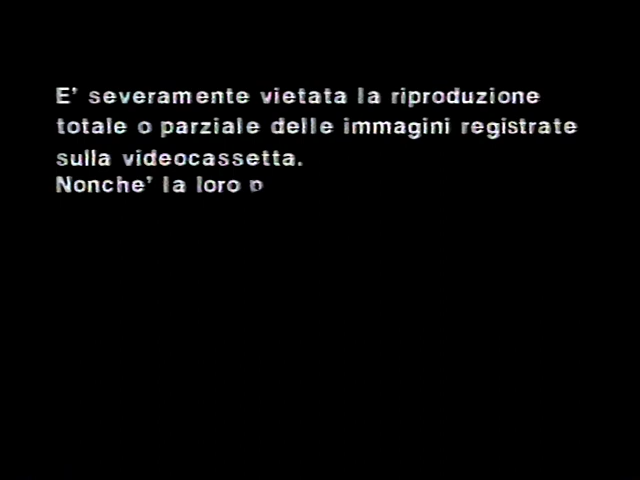 E' severamente vietata la riproduzione
totale o parziale delle immagini registrate
sulla videocassetta.
Nonche' la loro p